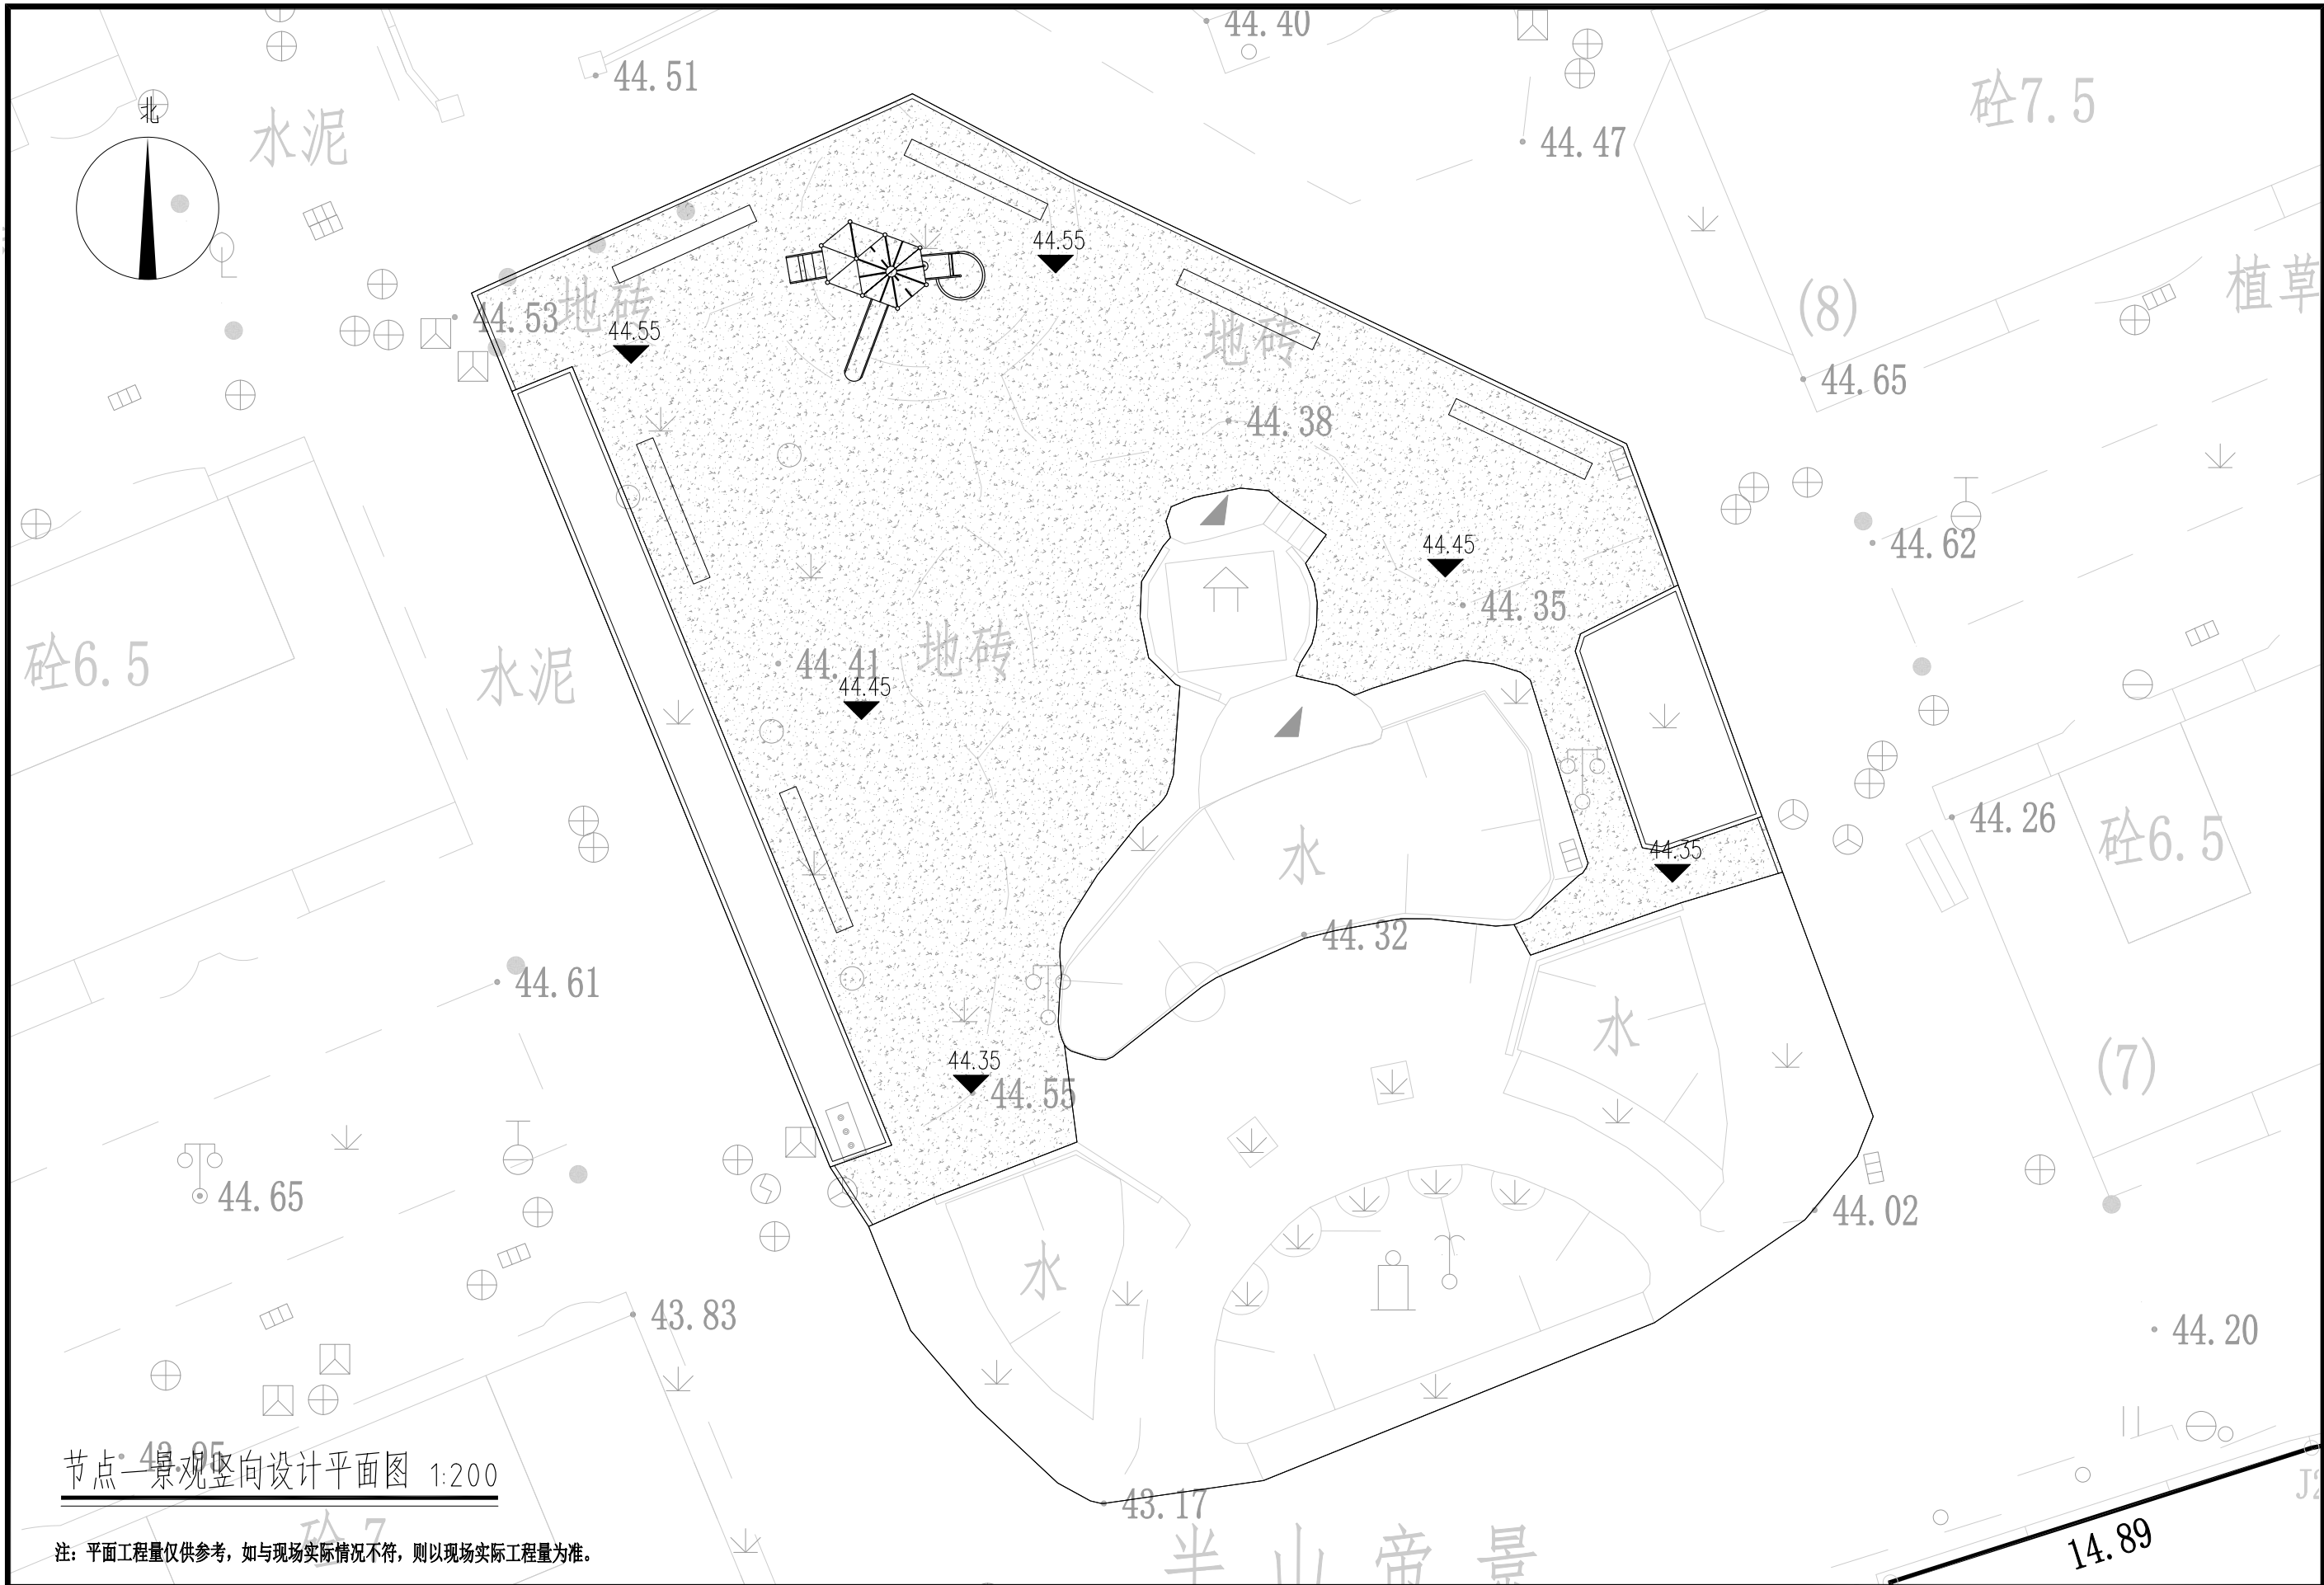 44.40
44.51
北
水泥
44.47
砼7.5
44.55
植草
地砖
44.53
44.55
(8)
地砖
44.65
44.38
44.45
44.62
44.35
砼6.5
水泥
地砖
44.41
44.45
44.26
砼6.5
水
44.35
44.32
44.61
水
44.35
44.55
(7)
44.65
44.02
水
43.83
44.20
节点一景观竖向设计平面图 1:200
43.17
砼7
半山帝景
注：平面工程量仅供参考，如与现场实际情况不符，则以现场实际工程量为准。
14.89